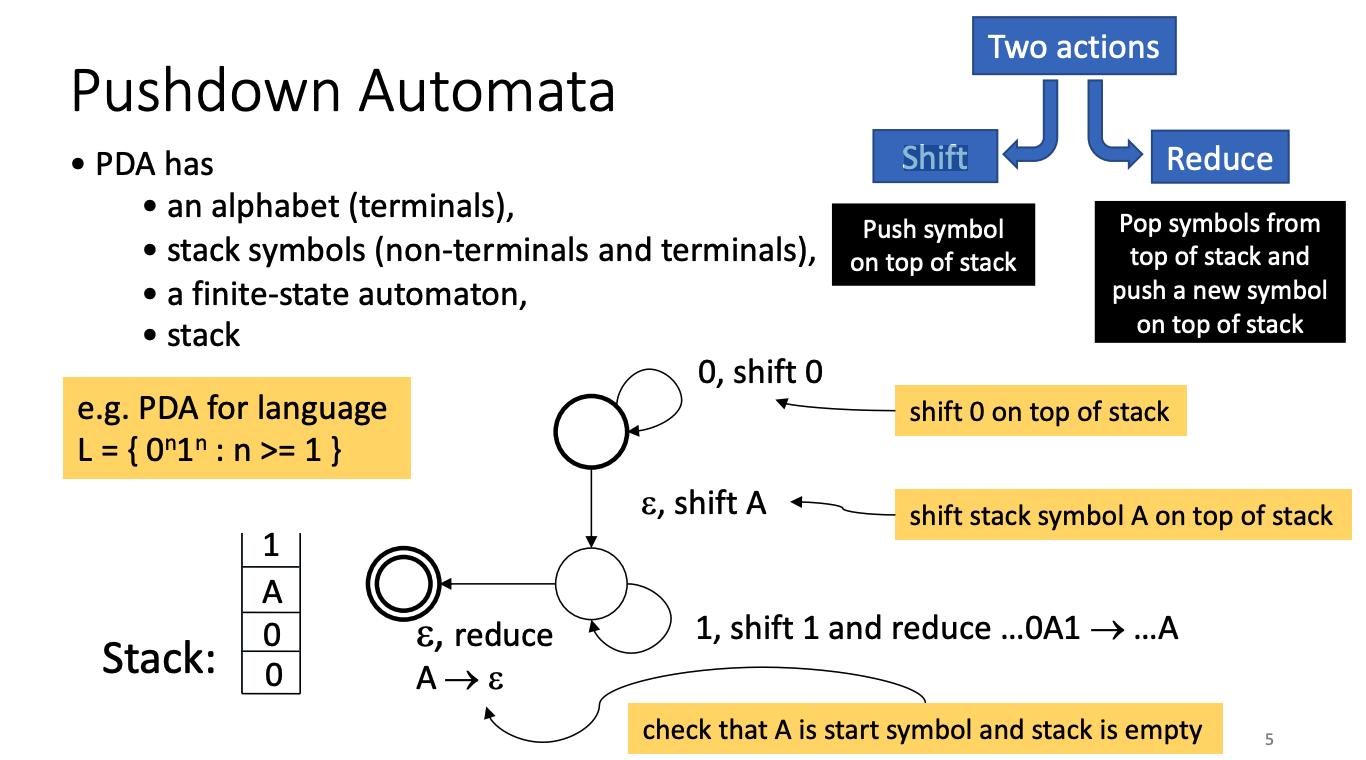 Two actions
Pushdown Automata
Shift
Reduce
• PDA has
• an alphabet (terminals),
• stack symbols (non-terminals and terminals),
• a finite-state automaton,
• stack
Push symbol
on top of stack
Pop symbols from
top of stack and
push a new symbol
on top of stack
e.g. PDA for language
L = { 0ⁿ1ⁿ : n >= 1 }
0, shift 0
shift 0 on top of stack
ε, shift A
shift stack symbol A on top of stack
Stack:
1
A
0
0
ε, reduce
A → ε
1, shift 1 and reduce …0A1 → …A
check that A is start symbol and stack is empty
5